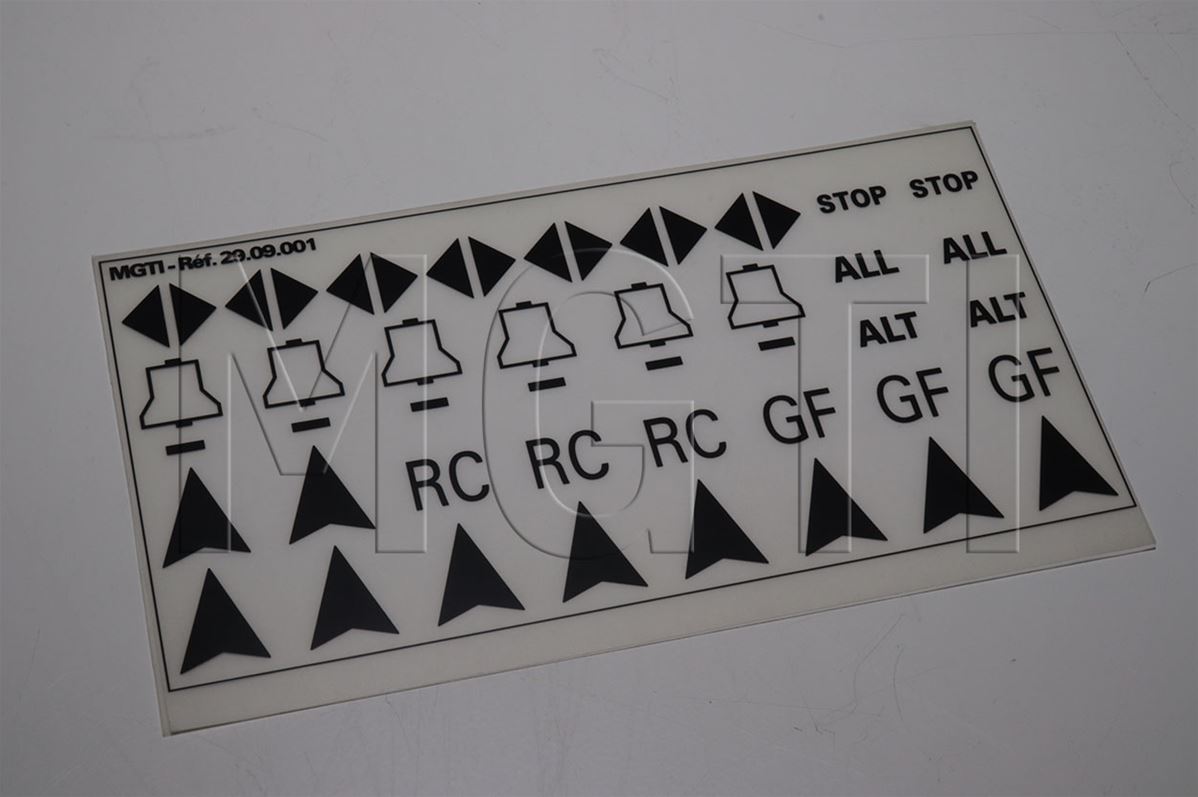 MGTI - Réf. 29.09.001
STOP STOP
ALL ALL
ALT ALT
RC RC RC GF GF GF
MGTI